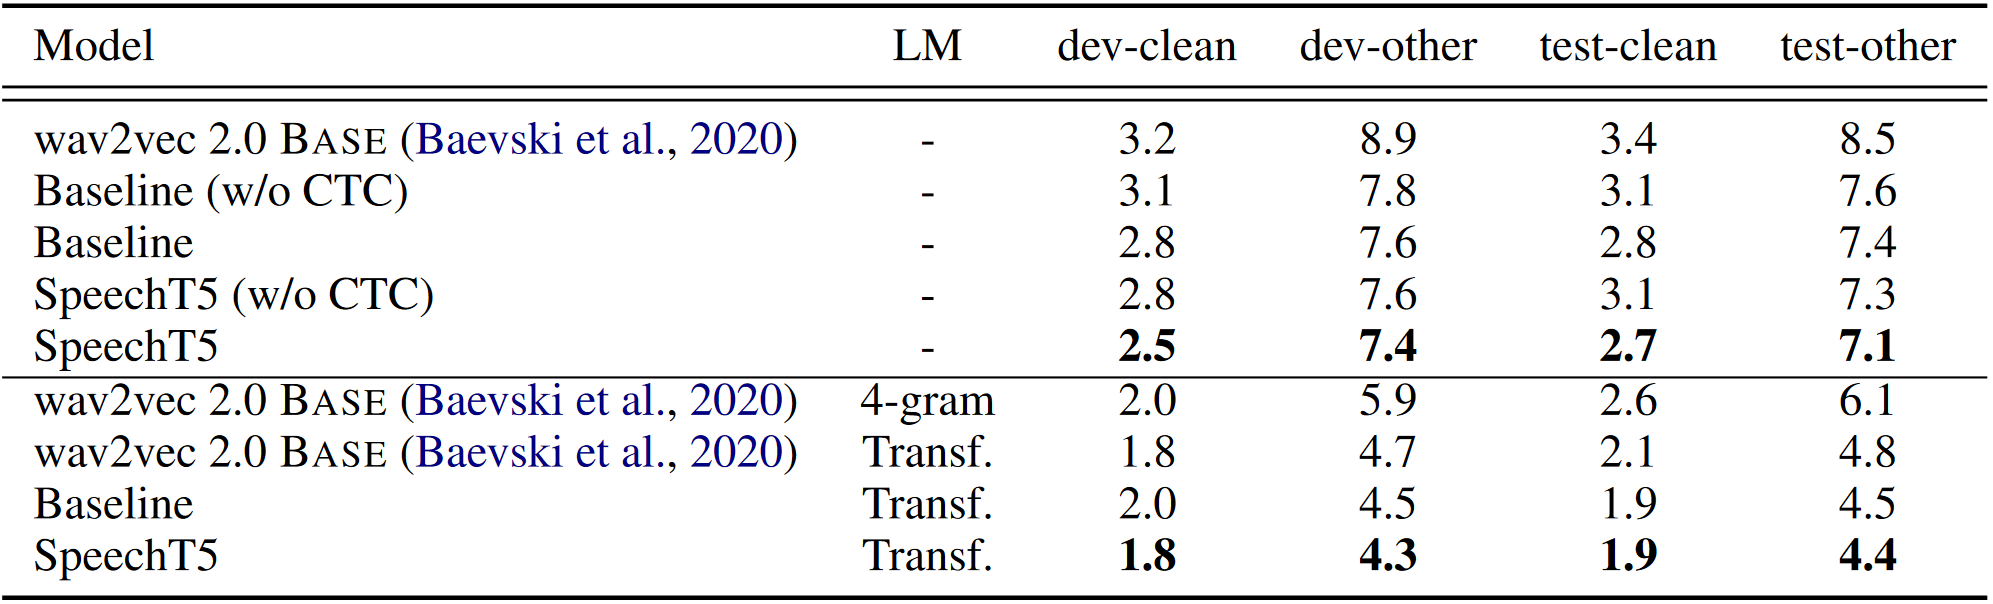 Model LM dev-clean dev-other test-clean test-other
wav2vec 2.0 BASE (Baevski et al., 2020) - 3.2 8.9 3.4 8.5
Baseline (w/o CTC) - 3.1 7.8 3.1 7.6
Baseline - 2.8 7.6 2.8 7.4
SpeechT5 (w/o CTC) - 2.8 7.6 3.1 7.3
SpeechT5 - 2.5 7.4 2.7 7.1
wav2vec 2.0 BASE (Baevski et al., 2020) 4-gram 2.0 5.9 2.6 6.1
wav2vec 2.0 BASE (Baevski et al., 2020) Transf. 1.8 4.7 2.1 4.8
Baseline Transf. 2.0 4.5 1.9 4.5
SpeechT5 Transf. 1.8 4.3 1.9 4.4